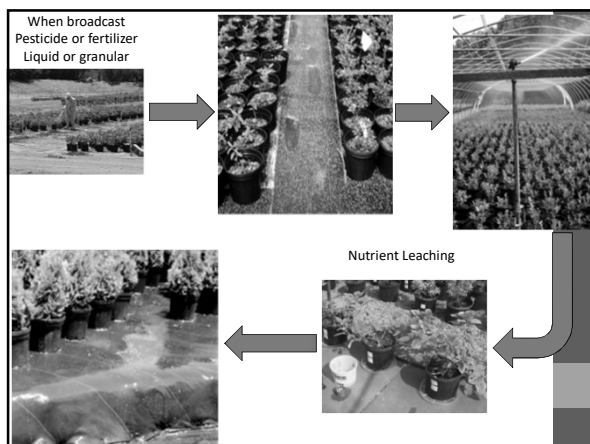 When broadcast
Pesticide or fertilizer
Liquid or granular
Nutrient Leaching